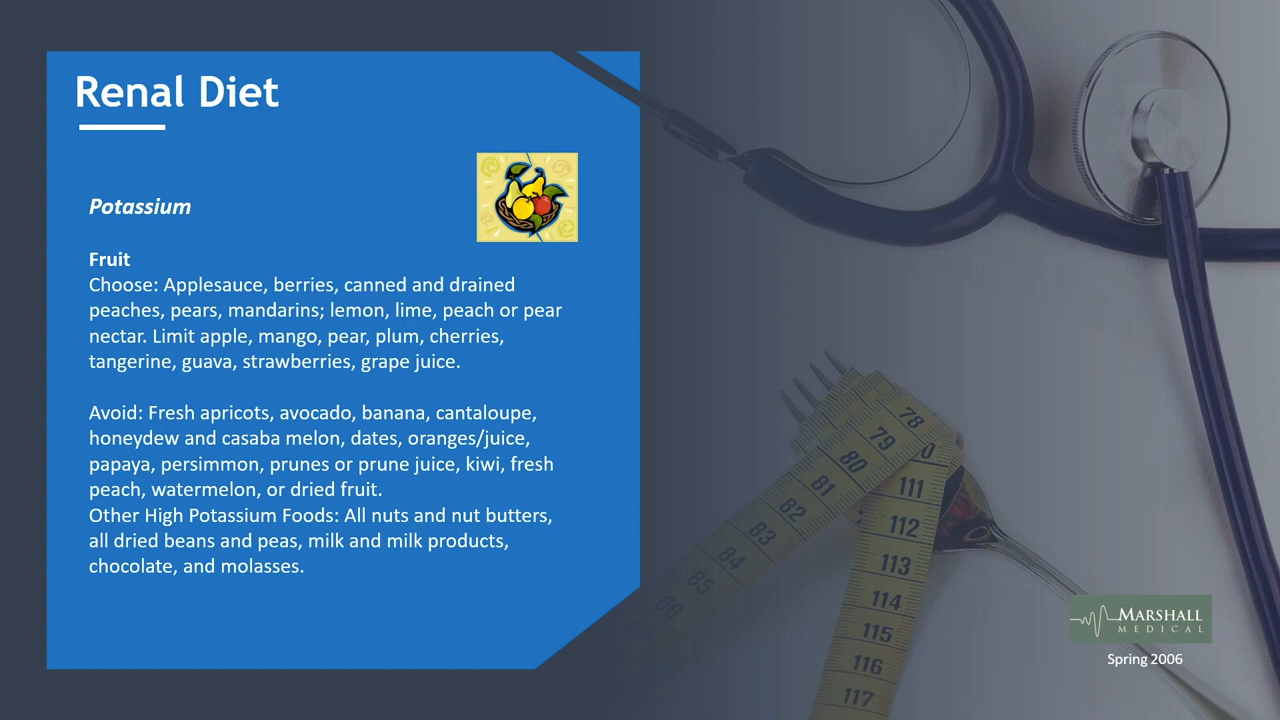 Renal Diet
Potassium
Fruit
Choose: Applesauce, berries, canned and drained
peaches, pears, mandarins; lemon, lime, peach or pear
nectar. Limit apple, mango, pear, plum, cherries,
tangerine, guava, strawberries, grape juice.
Avoid: Fresh apricots, avocado, banana, cantaloupe,
honeydew and casaba melon, dates, oranges/juice,
papaya, persimmon, prunes or prune juice, kiwi, fresh
peach, watermelon, or dried fruit.
Other High Potassium Foods: All nuts and nut butters,
all dried beans and peas, milk and milk products,
chocolate, and molasses.
78
79
80
81
82
83
84
85
86
111
112
113
114
115
116
117
MARSHALL
MEDICAL
Spring 2006